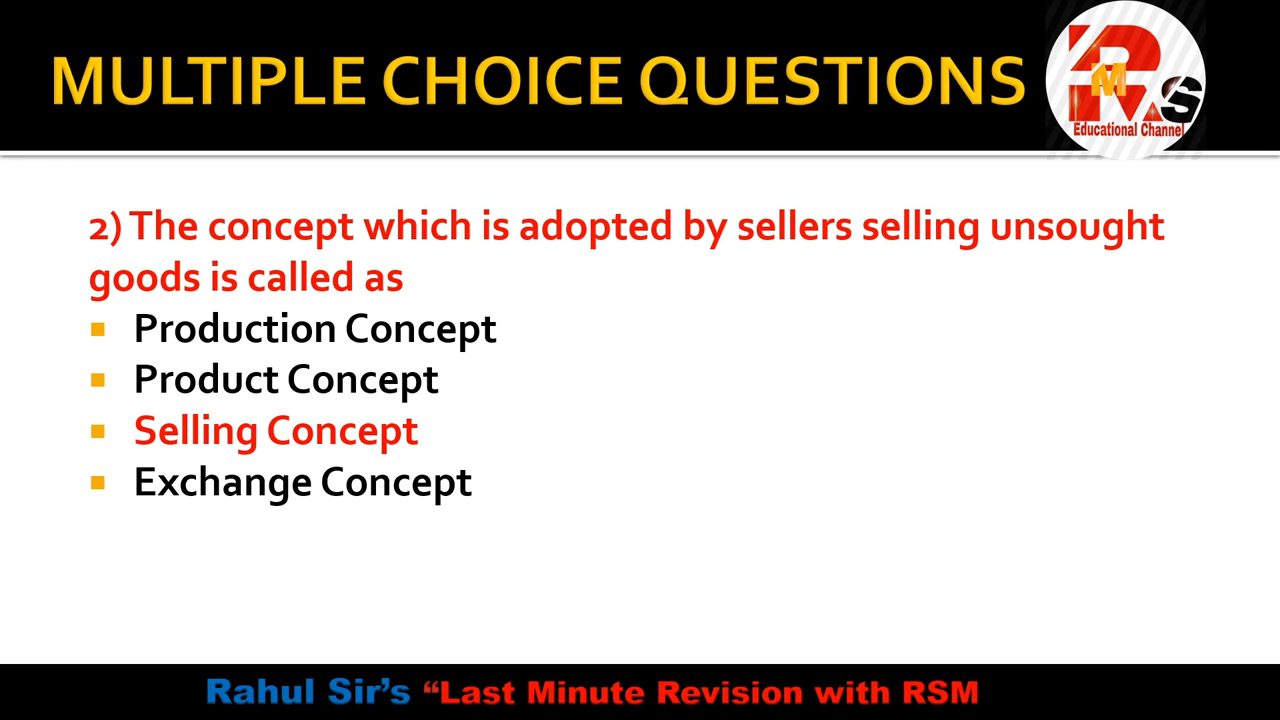 MULTIPLE CHOICE QUESTIONS
RMS
Educational Channel
2) The concept which is adopted by sellers selling unsought
goods is called as
Production Concept
Product Concept
Selling Concept
Exchange Concept
Rahul Sir's “Last Minute Revision with RSM